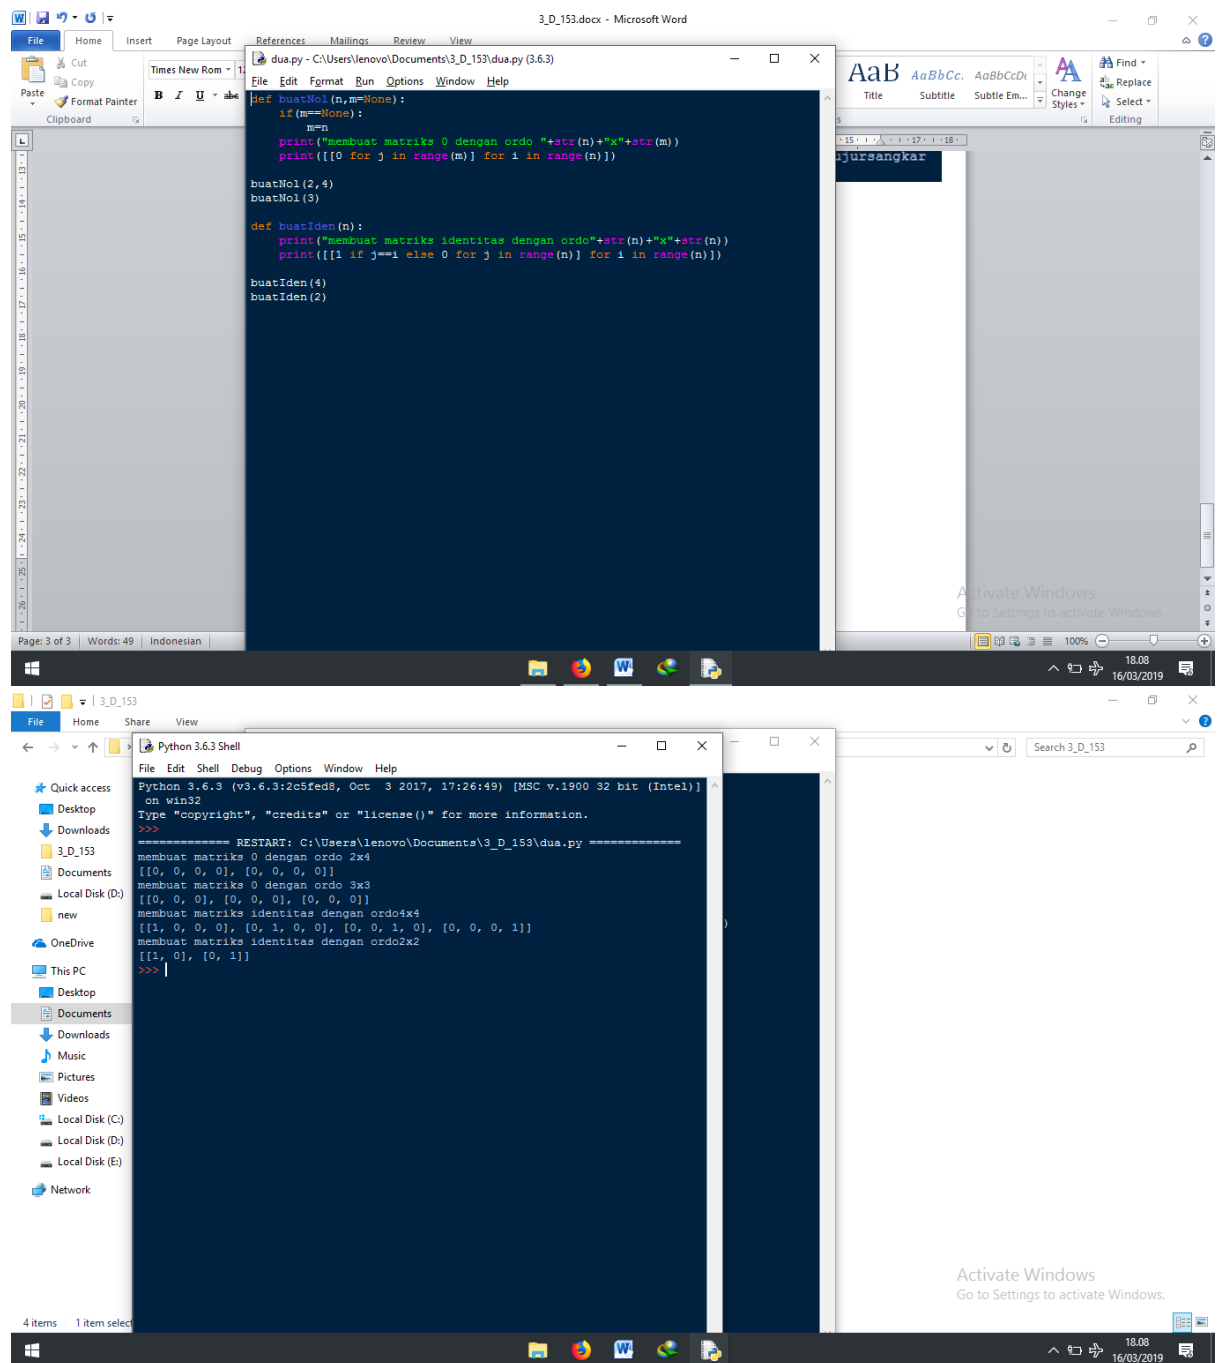 3_D_153.docx - Microsoft Word
File Home Insert Page Layout References Mailings Review View
Cut
Copy
Format Painter
Paste
Clipboard
Times New Rom
B I U abe
AaB AaBbCc. AaBbCcDc
Title Subtitle Subtle Em...
Change Styles
Find
Replace
Select
Editing
dua.py - C:\Users\lenovo\Documents\3_D_153\dua.py (3.6.3)
File Edit Format Run Options Window Help
def buatNol(n,m=None):
    if(m==None):
        m=n
    print("membuat matriks 0 dengan ordo "+str(n)+"x"+str(m))
    print([[0 for j in range(m)] for i in range(n)])
buatNol(2,4)
buatNol(3)
def buatIden(n):
    print("membuat matriks identitas dengan ordo"+str(n)+"x"+str(n))
    print([[1 if j==i else 0 for j in range(n)] for i in range(n)])
buatIden(4)
buatIden(2)
ujursangkar
Activate Windows
Go to Settings to activate Windows.
Page: 3 of 3 Words: 49 Indonesian
100%
18.08
16/03/2019
3_D_153
File Home Share View
Search 3_D_153
Quick access
Desktop
Downloads
3_D_153
Documents
Local Disk (D:)
new
OneDrive
This PC
Desktop
Documents
Downloads
Music
Pictures
Videos
Local Disk (C:)
Local Disk (D:)
Local Disk (E:)
Network
4 items 1 item select
Python 3.6.3 Shell
File Edit Shell Debug Options Window Help
Python 3.6.3 (v3.6.3:2c5fed8, Oct  3 2017, 17:26:49) [MSC v.1900 32 bit (Intel)]
 on win32
Type "copyright", "credits" or "license()" for more information.
>>>
============= RESTART: C:\Users\lenovo\Documents\3_D_153\dua.py =============
membuat matriks 0 dengan ordo 2x4
[[0, 0, 0, 0], [0, 0, 0, 0]]
membuat matriks 0 dengan ordo 3x3
[[0, 0, 0], [0, 0, 0], [0, 0, 0]]
membuat matriks identitas dengan ordo4x4
[[1, 0, 0, 0], [0, 1, 0, 0], [0, 0, 1, 0], [0, 0, 0, 1]]
membuat matriks identitas dengan ordo2x2
[[1, 0], [0, 1]]
>>>
Activate Windows
Go to Settings to activate Windows.
18.08
16/03/2019